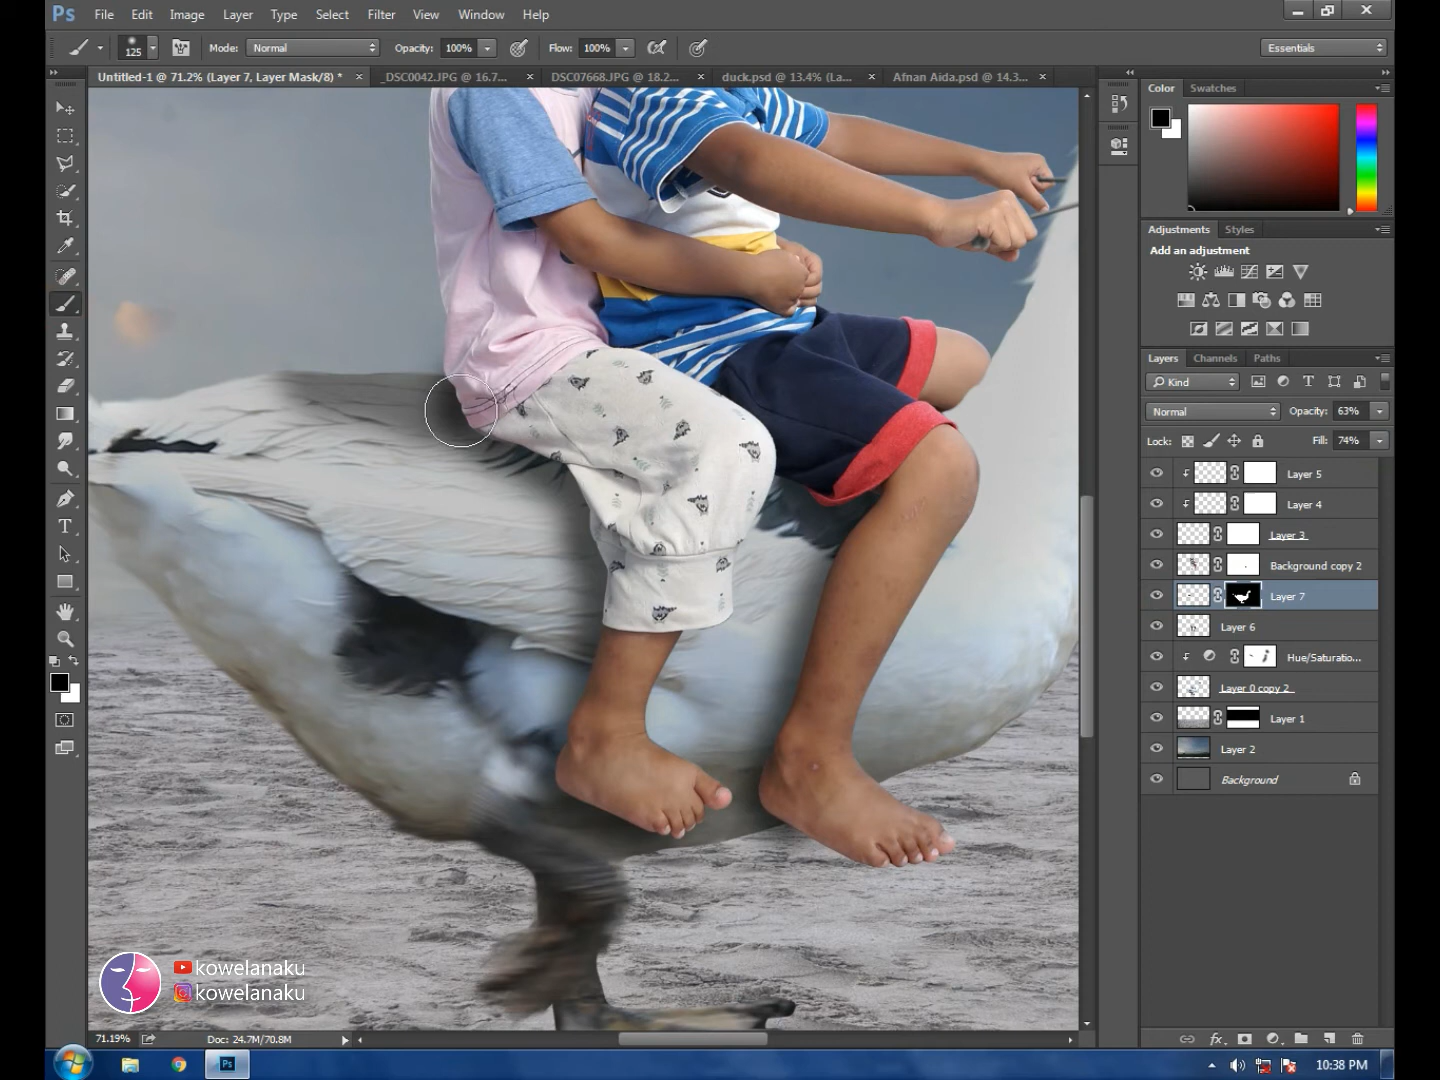 Ps File Edit Image Layer Type Select Filter View Window Help
125 Mode: Normal Opacity: 100% Flow: 100% Essentials
Untitled-1 @ 71.2% (Layer 7, Layer Mask/8) * _DSC0042.JPG @ 16.7... DSC07668.JPG @ 18.2... duck.psd @ 13.4% (La... Afnan Aida.psd @ 14.3...
Color Swatches
Adjustments Styles
Add an adjustment
Layers Channels Paths
Kind
Normal Opacity: 63%
Lock: Fill: 74%
Layer 5
Layer 4
Layer 3
Background copy 2
Layer 7
Layer 6
Hue/Saturatio...
Layer 0 copy 2
Layer 1
Layer 2
Background
kowelanaku
kowelanaku
71.19% Doc: 24.7M/70.8M
fx
Ps 10:38 PM